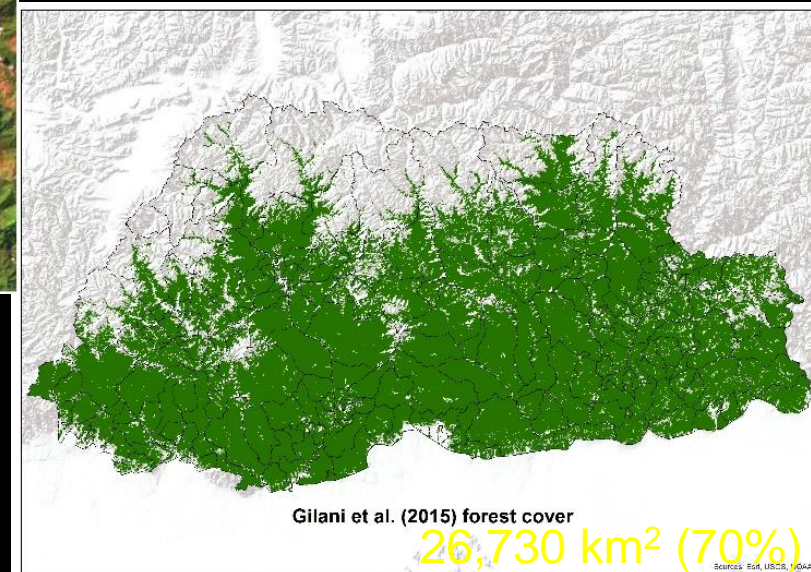 Gilani et al. (2015) forest cover
26,730 km² (70%)
Sources: Esri, USGS, NOAA